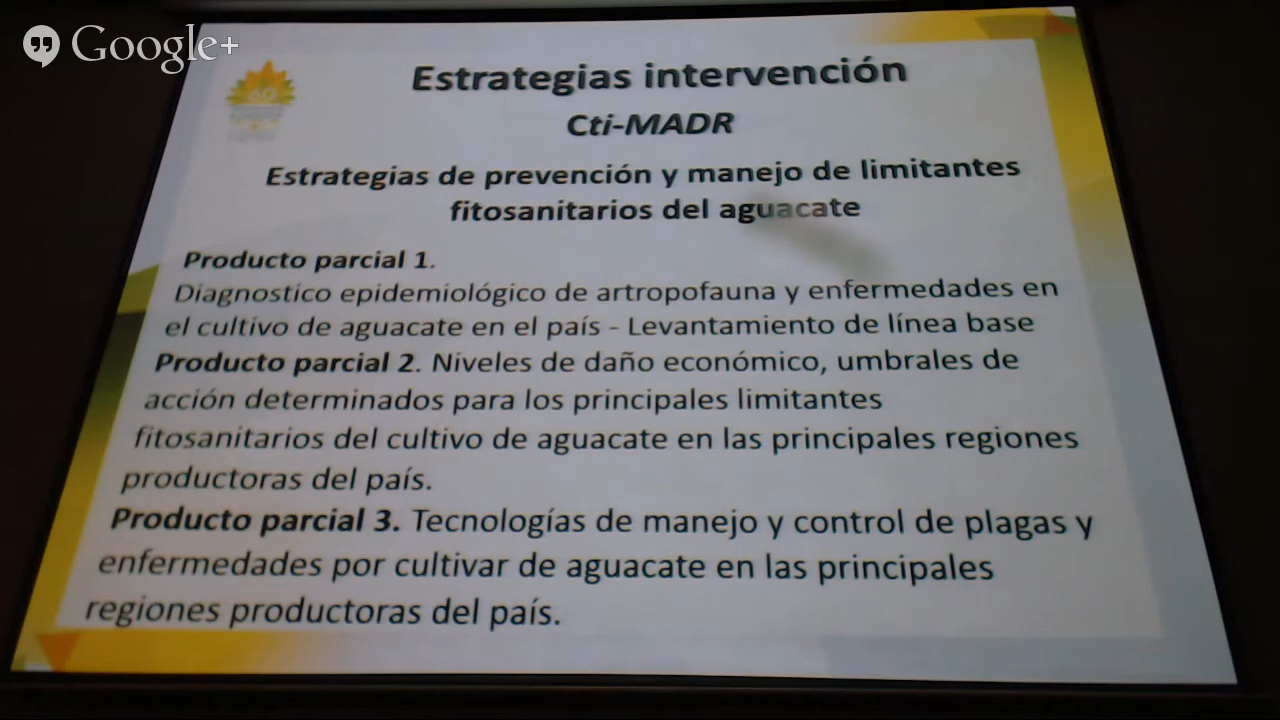 Google+
Estrategias intervención
Cti-MADR
Estrategias de prevención y manejo de limitantes
fitosanitarios del aguacate
Producto parcial 1.
Diagnostico epidemiológico de artropofauna y enfermedades en
el cultivo de aguacate en el país - Levantamiento de línea base
Producto parcial 2. Niveles de daño económico, umbrales de
acción determinados para los principales limitantes
fitosanitarios del cultivo de aguacate en las principales regiones
productoras del país.
Producto parcial 3. Tecnologías de manejo y control de plagas y
enfermedades por cultivar de aguacate en las principales
regiones productoras del país.